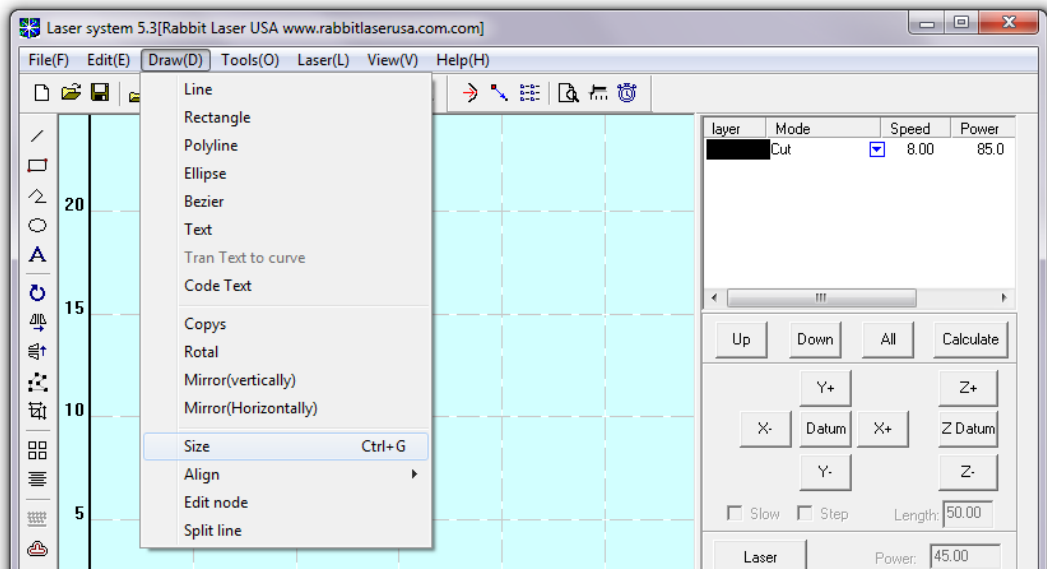 Laser system 5.3[Rabbit Laser USA www.rabbitlaserusa.com.com]
File(F) Edit(E) Draw(D) Tools(O) Laser(L) View(V) Help(H)
Line
Rectangle
Polyline
Ellipse
Bezier
Text
Tran Text to curve
Code Text
Copys
Rotal
Mirror(vertically)
Mirror(Horizontally)
Size Ctrl+G
Align
Edit node
Split line
A
20
15
10
5
layer Mode Speed Power
Cut 8.00 85.0
Up Down All Calculate
Y+ Z+
X- Datum X+ Z Datum
Y- Z-
Slow Step Length: 50.00
Laser Power: 45.00